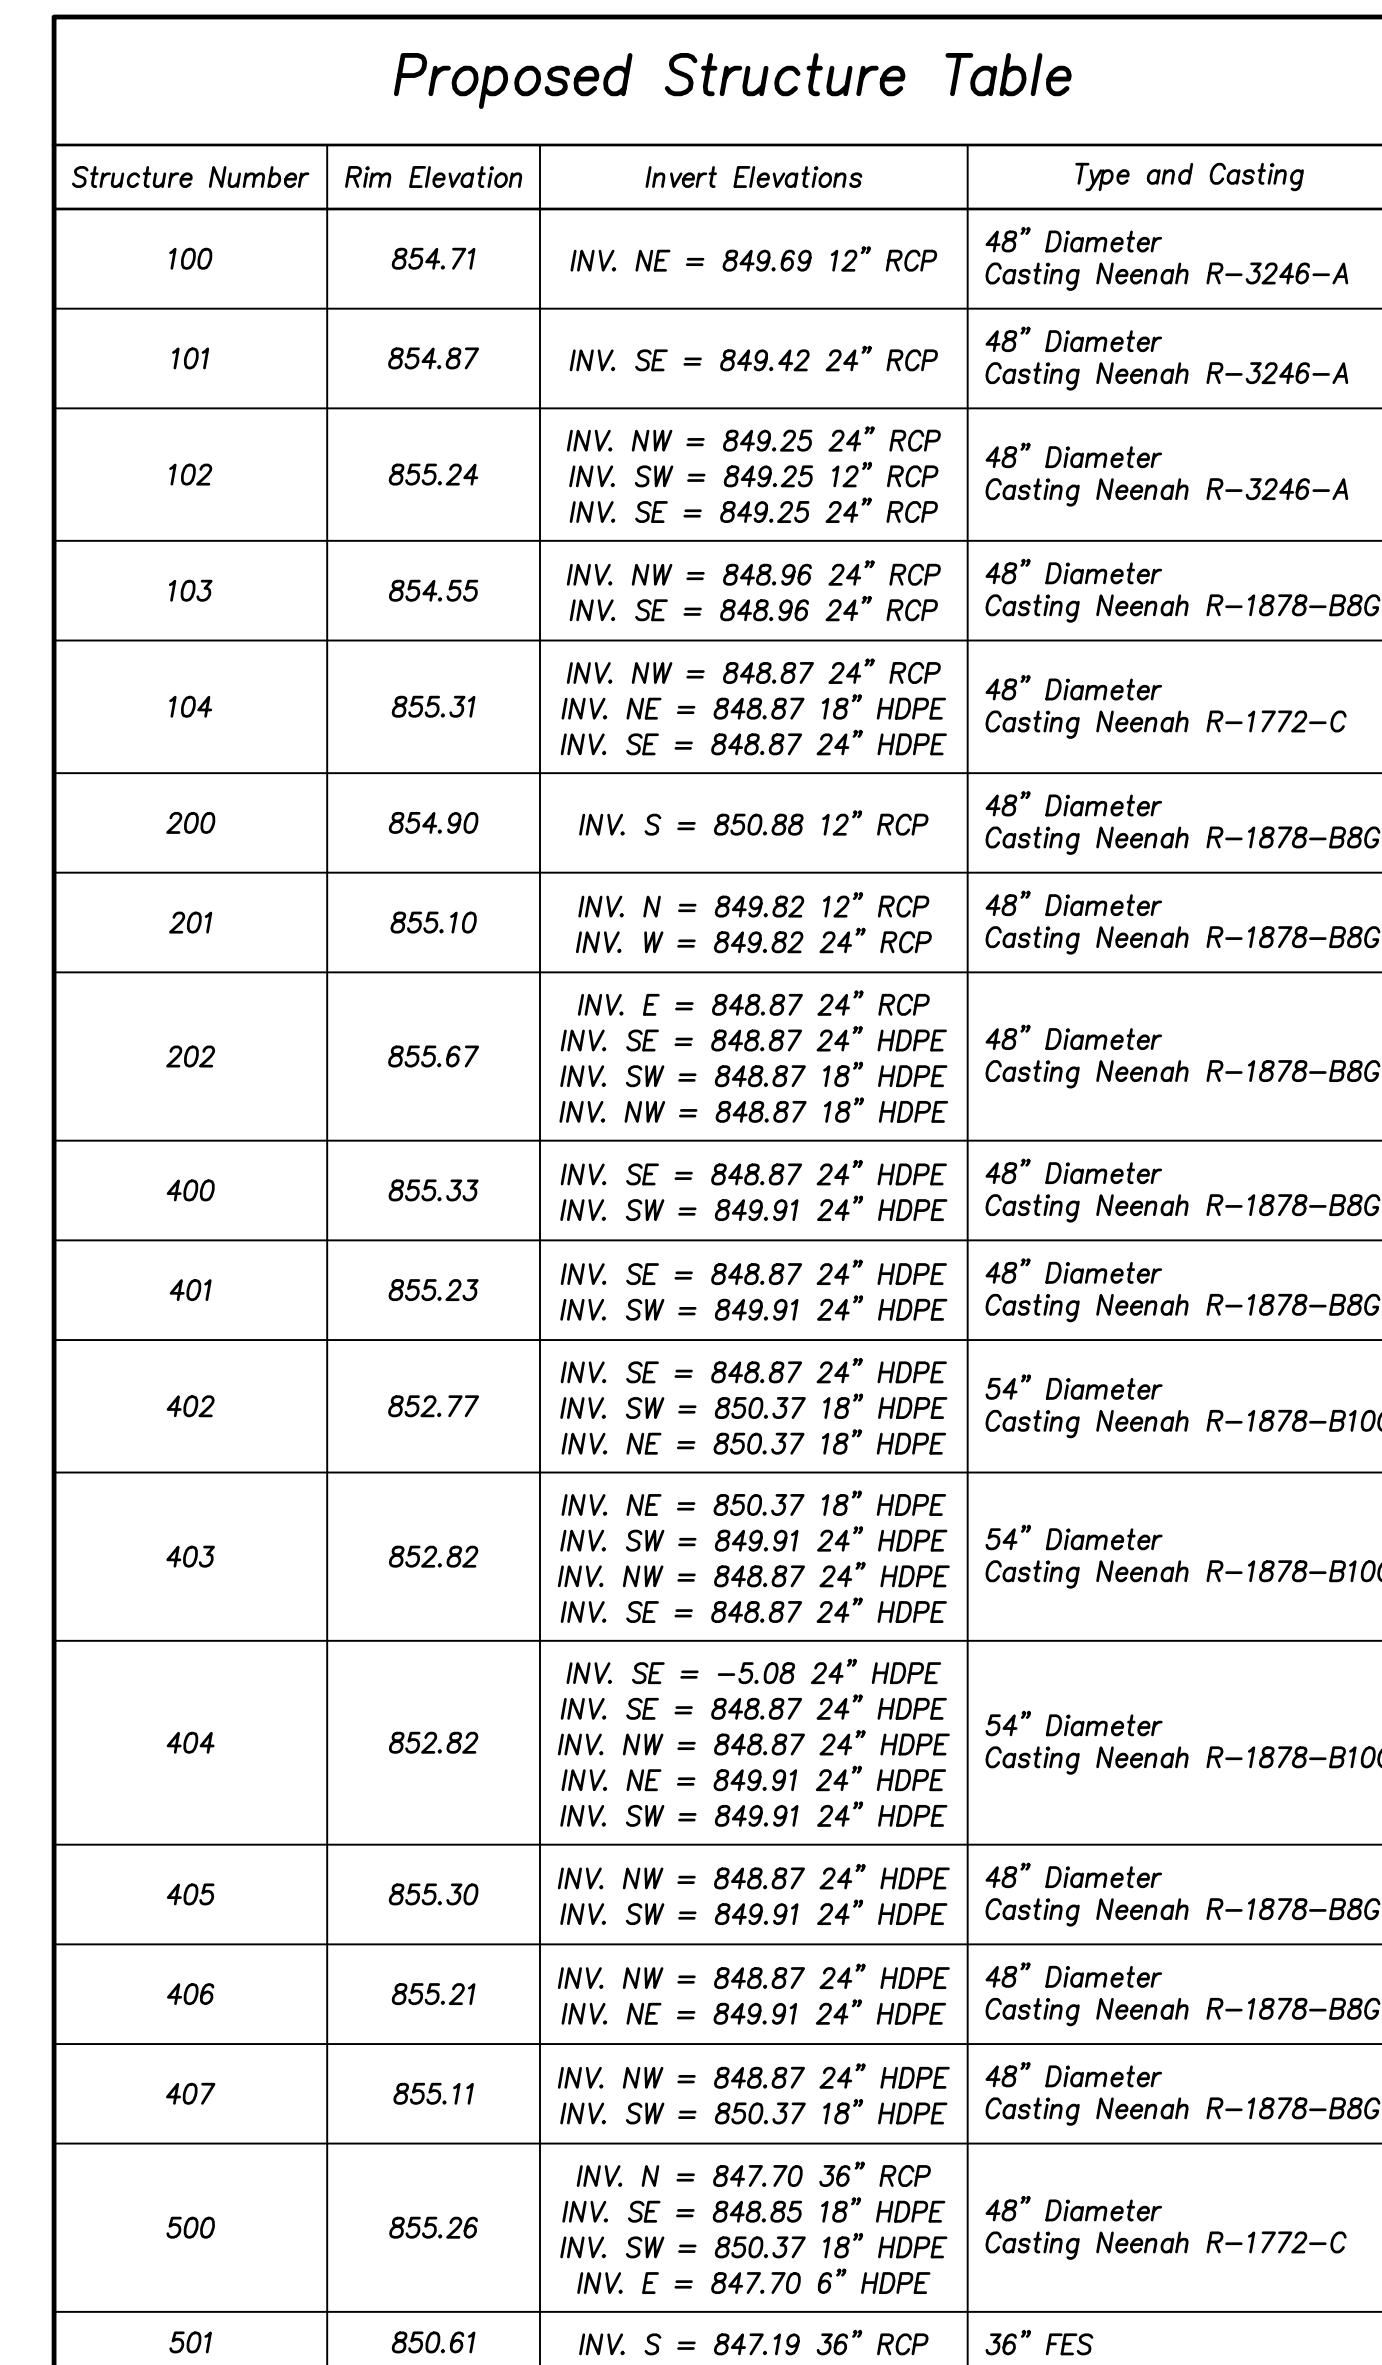 Proposed Structure Table
Structure Number Rim Elevation Invert Elevations Type and Casting
100 854.71 INV. NE = 849.69 12" RCP 48" Diameter
Casting Neenah R-3246-A
101 854.87 INV. SE = 849.42 24" RCP 48" Diameter
Casting Neenah R-3246-A
102 855.24 INV. NW = 849.25 24" RCP
INV. SW = 849.25 12" RCP
INV. SE = 849.25 24" RCP
48" Diameter
Casting Neenah R-3246-A
103 854.55 INV. NW = 848.96 24" RCP
INV. SE = 848.96 24" RCP
48" Diameter
Casting Neenah R-1878-B8G
104 855.31 INV. NW = 848.87 24" RCP
INV. NE = 848.87 18" HDPE
INV. SE = 848.87 24" HDPE
48" Diameter
Casting Neenah R-1772-C
200 854.90 INV. S = 850.88 12" RCP 48" Diameter
Casting Neenah R-1878-B8G
201 855.10 INV. N = 849.82 12" RCP
INV. W = 849.82 24" RCP
48" Diameter
Casting Neenah R-1878-B8G
202 855.67 INV. E = 848.87 24" RCP
INV. SE = 848.87 24" HDPE
INV. SW = 848.87 18" HDPE
INV. NW = 848.87 18" HDPE
48" Diameter
Casting Neenah R-1878-B8G
400 855.33 INV. SE = 848.87 24" HDPE
INV. SW = 849.91 24" HDPE
48" Diameter
Casting Neenah R-1878-B8G
401 855.23 INV. SE = 848.87 24" HDPE
INV. SW = 849.91 24" HDPE
48" Diameter
Casting Neenah R-1878-B8G
402 852.77 INV. SE = 848.87 24" HDPE
INV. SW = 850.37 18" HDPE
INV. NE = 850.37 18" HDPE
54" Diameter
Casting Neenah
403 852.82 INV. NE = 850.37 18" HDPE
INV. SW = 849.91 24" HDPE
INV. NW = 848.87 24" HDPE
INV. SE = 848.87 24" HDPE
54" Diameter
Casting Neenah
404 852.82 INV. SE = -5.08 24" HDPE
INV. SE = 848.87 24" HDPE
INV. NW = 848.87 24" HDPE
INV. NE = 849.91 24" HDPE
INV. SW = 849.91 24" HDPE
54" Diameter
Casting Neenah
405 855.30 INV. NW = 848.87 24" HDPE
INV. SW = 849.91 24" HDPE
48" Diameter
Casting Neenah R-1878-B8G
406 855.21 INV. NW = 848.87 24" HDPE
INV. NE = 849.91 24" HDPE
48" Diameter
Casting Neenah R-1878-B8G
407 855.11 INV. NW = 848.87 24" HDPE
INV. SW = 850.37 18" HDPE
48" Diameter
Casting Neenah R-1878-B8G
500 855.26 INV. N = 847.70 36" RCP
INV. SE = 848.85 18" HDPE
INV. SW = 850.37 18" HDPE
INV. E = 847.70 6" HDPE
48" Diameter
Casting Neenah R-1772-C
501 850.61 INV. S = 847.19 36" RCP 36" FES